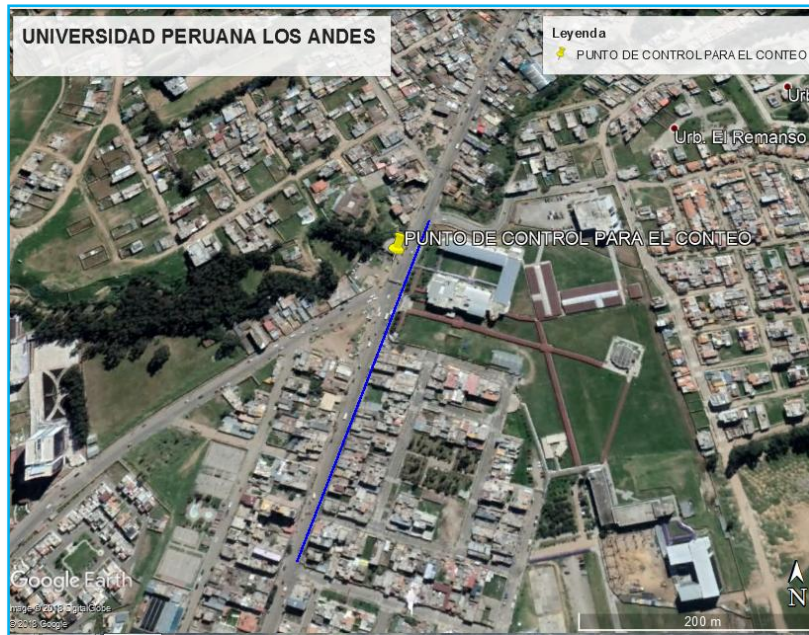 UNIVERSIDAD PERUANA LOS ANDES
Leyenda
PUNTO DE CONTROL PARA EL CONTEO
Urb
Urb. El Remanso
PUNTO DE CONTROL PARA EL CONTEO
Google Earth
Image © 2018 DigitalGlobe
© 2018 Google
200 m
N